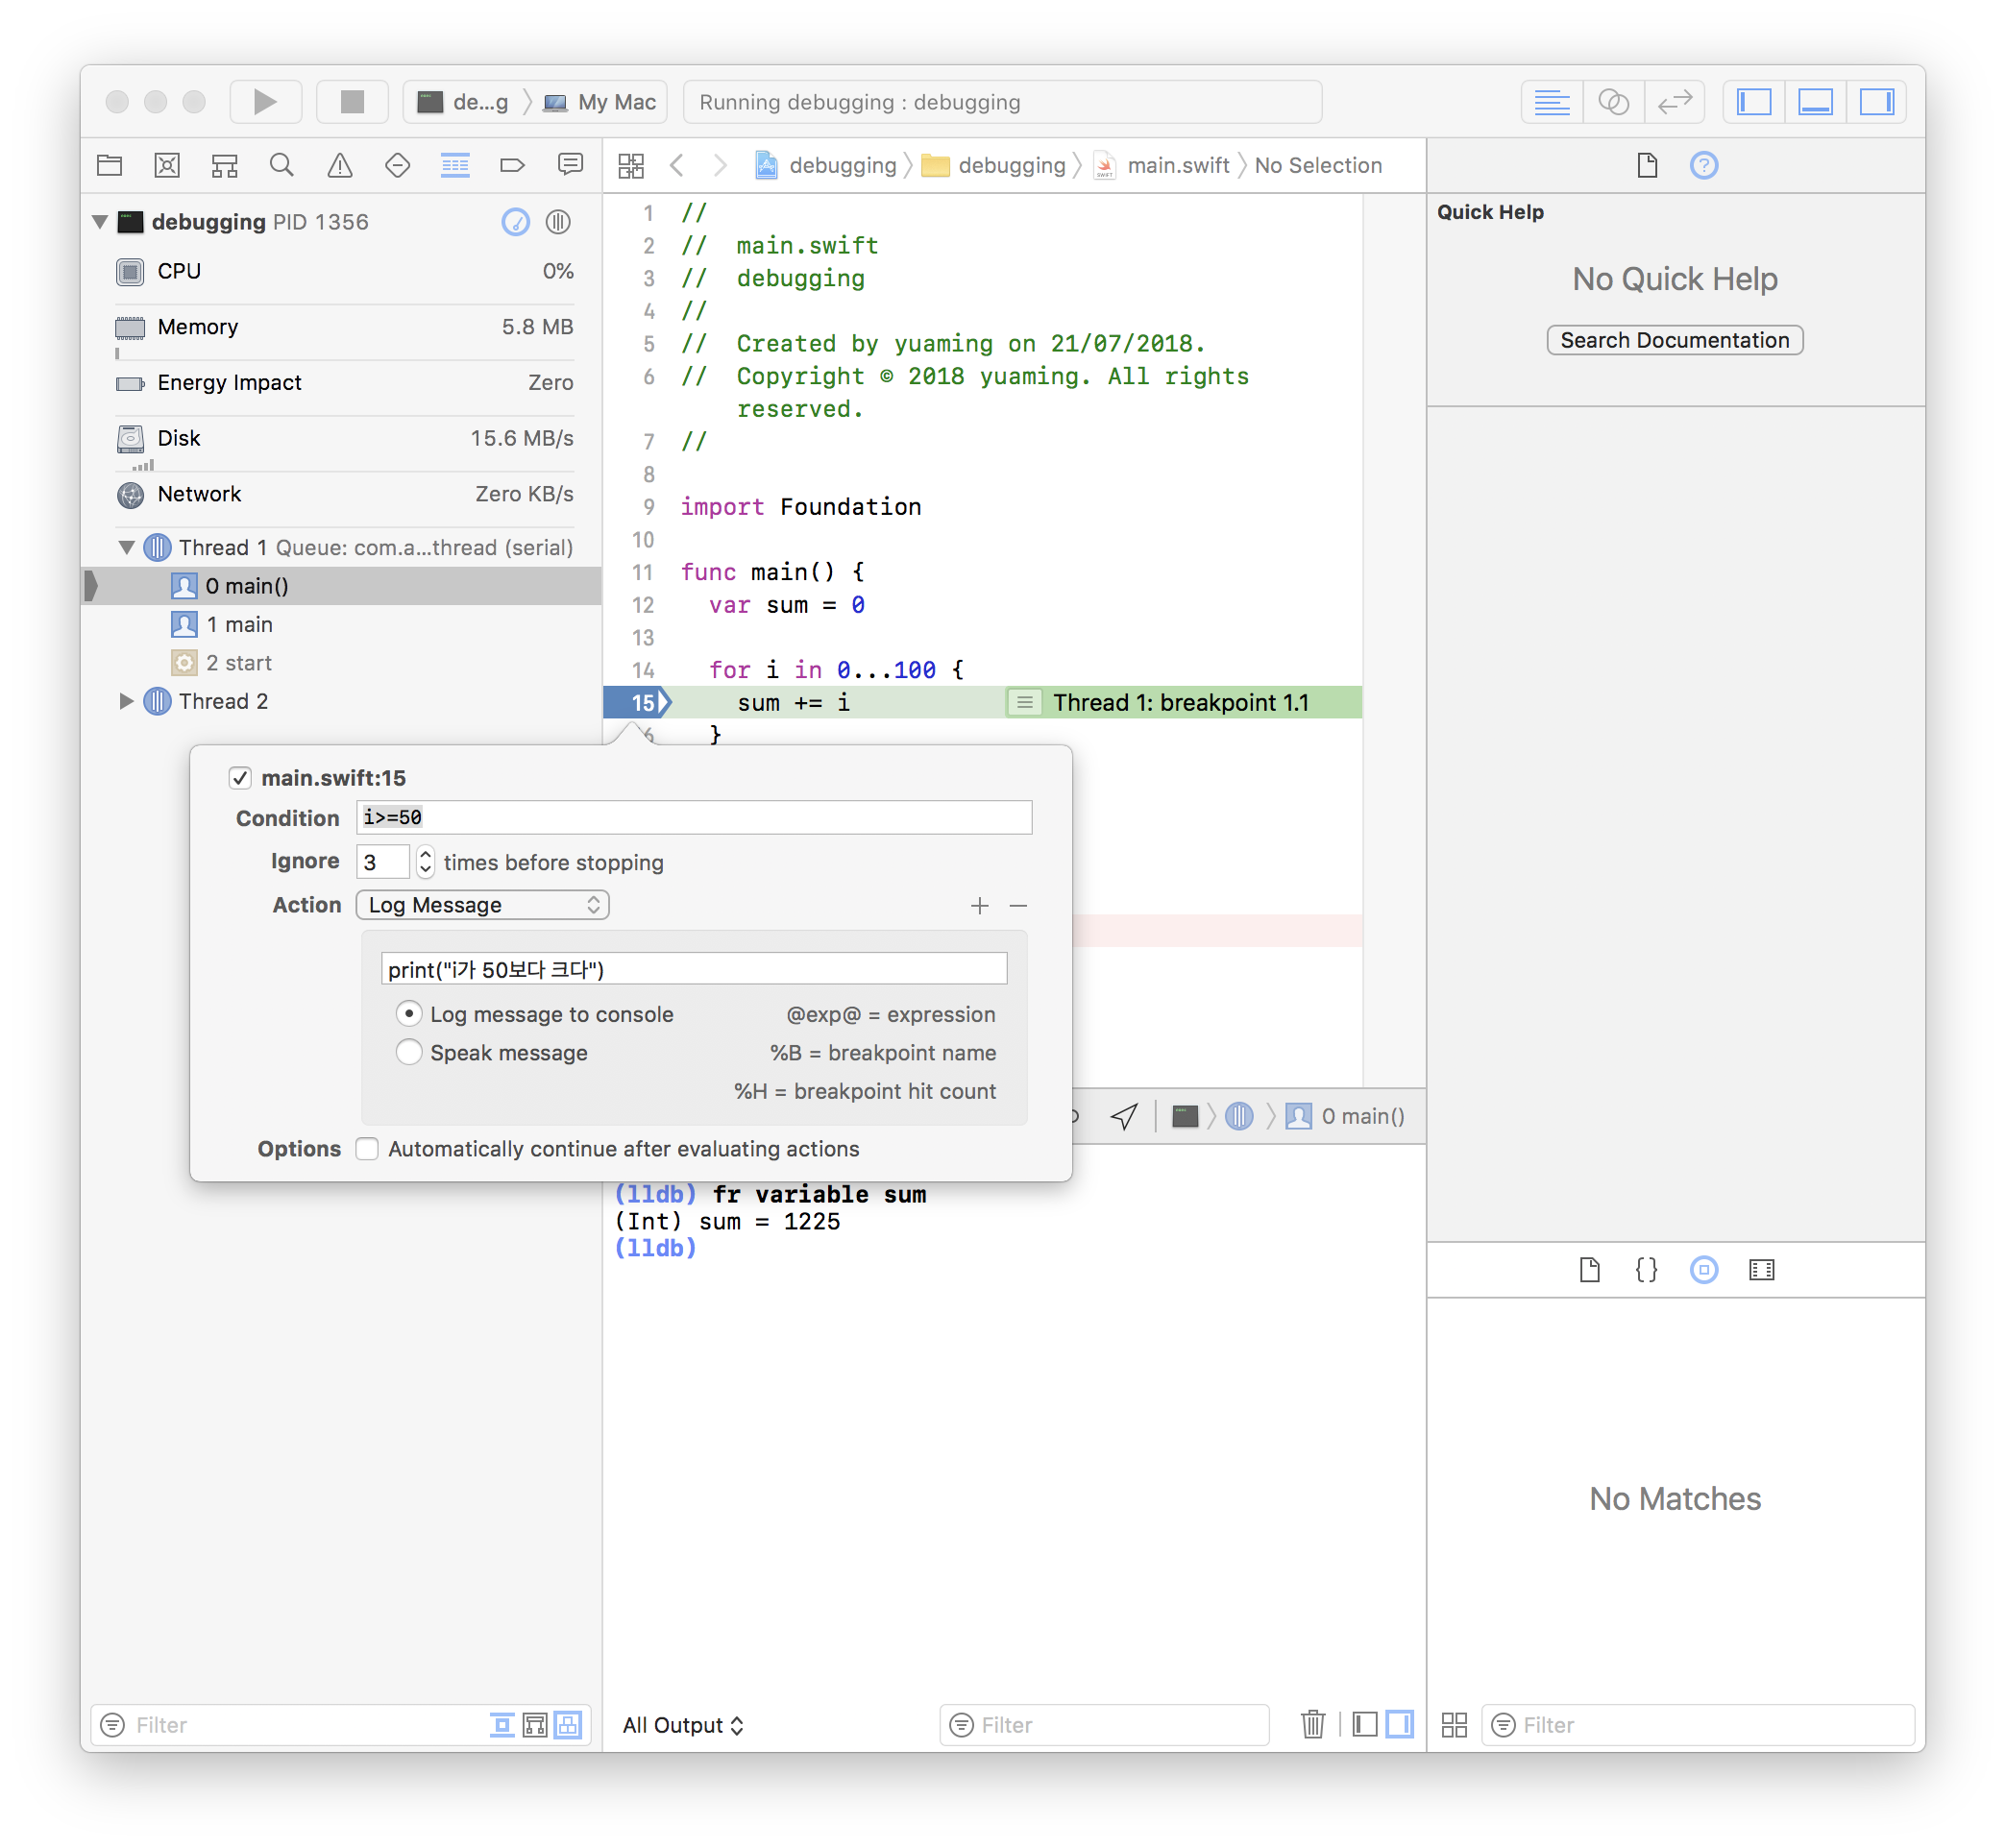 de...g
My Mac
Running debugging : debugging
debugging
debugging
main.swift
No Selection
debugging PID 1356
CPU 0%
Memory 5.8 MB
Energy Impact Zero
Disk 15.6 MB/s
Network Zero KB/s
Thread 1 Queue: com.a...thread (serial)
0 main()
1 main
2 start
Thread 2
1 //
2 // main.swift
3 // debugging
4 //
5 // Created by yuaming on 21/07/2018.
6 // Copyright © 2018 yuaming. All rights
reserved.
7 //
8
9 import Foundation
10
11 func main() {
12 var sum = 0
13
14 for i in 0...100 {
15 sum += i
Thread 1: breakpoint 1.1
}
main.swift:15
Condition i>=50
Ignore 3 times before stopping
Action Log Message
print("i가 50보다 크다")
Log message to console @exp@ = expression
Speak message %B = breakpoint name
%H = breakpoint hit count
Options Automatically continue after evaluating actions
0 main()
(lldb) fr variable sum
(Int) sum = 1225
(lldb)
Filter
All Output
Filter
Quick Help
No Quick Help
Search Documentation
{}
No Matches
Filter